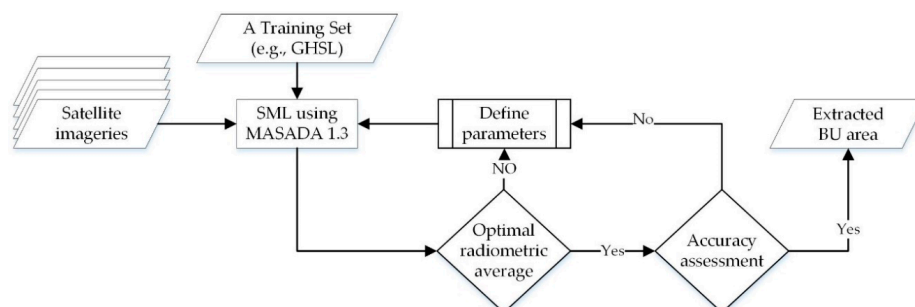 A Training Set
(e.g., GHSL)
Satellite
imageries
SML using
MASADA 1.3
Define
parameters
No
Extracted
BU area
NO
Optimal
radiometric
average
Yes
Accuracy
assessment
Yes